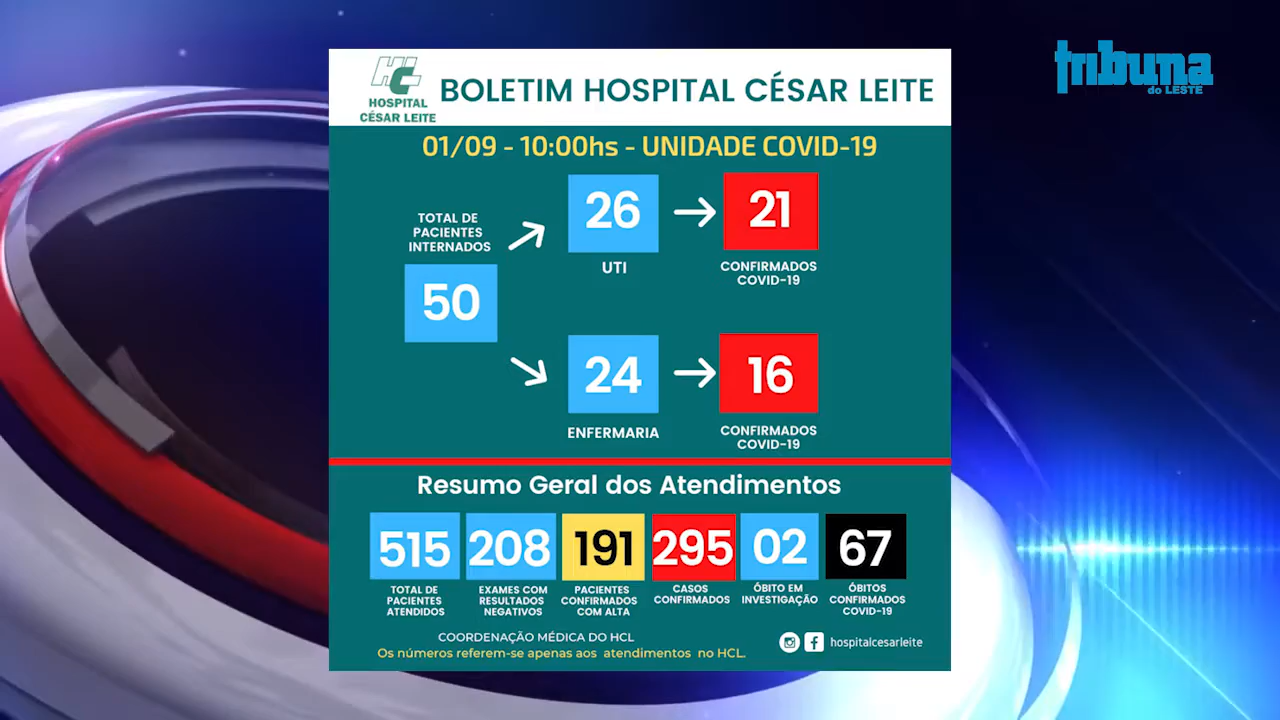 tribuna
do LESTE
HC
HOSPITAL
CÉSAR LEITE
BOLETIM HOSPITAL CÉSAR LEITE
01/09 - 10:00hs - UNIDADE COVID-19
TOTAL DE
PACIENTES
INTERNADOS
50
26
UTI
21
CONFIRMADOS
COVID-19
24
ENFERMARIA
16
CONFIRMADOS
COVID-19
Resumo Geral dos Atendimentos
515
TOTAL DE
PACIENTES
ATENDIDOS
208
EXAMES COM
RESULTADOS
NEGATIVOS
191
PACIENTES
CONFIRMADOS
COM ALTA
295
CASOS
CONFIRMADOS
02
ÓBITO EM
INVESTIGAÇÃO
67
ÓBITOS
CONFIRMADOS
COVID-19
COORDENAÇÃO MÉDICA DO HCL
Os números referem-se apenas aos atendimentos no HCL.
hospitalcesarleite